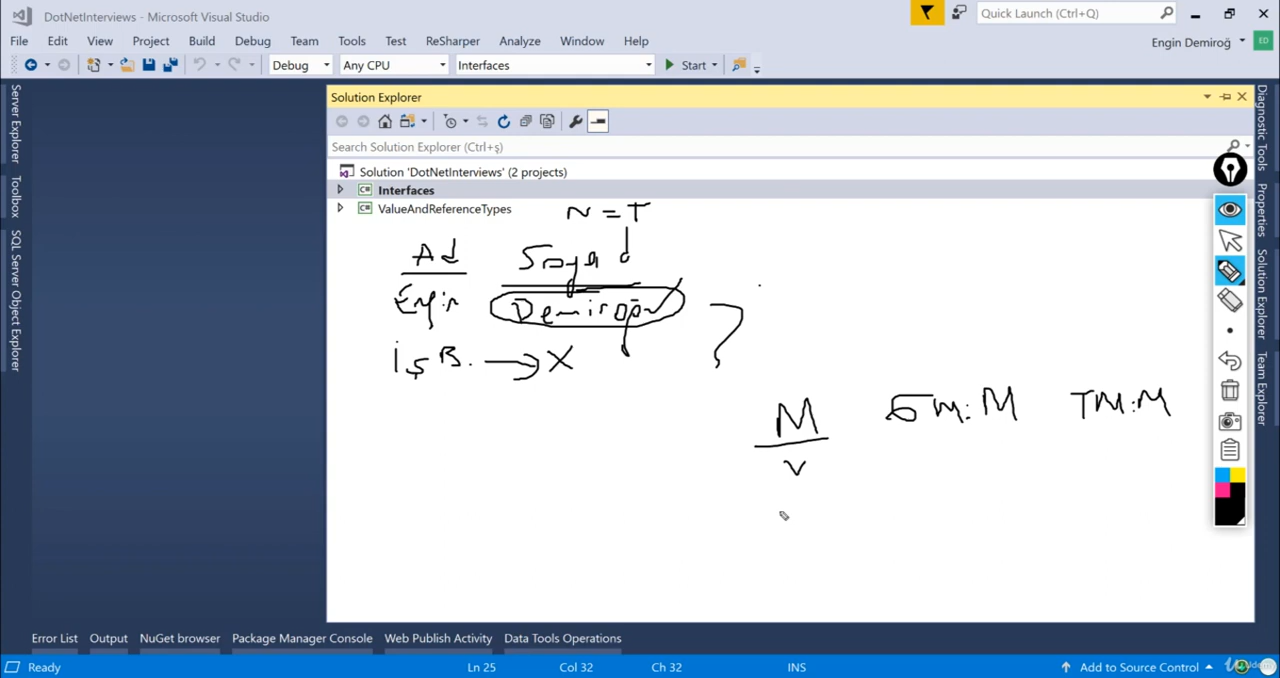 DotNetInterviews - Microsoft Visual Studio
Quick Launch (Ctrl+Q)
File Edit View Project Build Debug Team Tools Test ReSharper Analyze Window Help
Engin Demiroğ ED
Debug Any CPU Interfaces Start
Server Explorer
Toolbox
SQL Server Object Explorer
Solution Explorer
Search Solution Explorer (Ctrl+ş)
Solution 'DotNetInterviews' (2 projects)
C# Interfaces
C# ValueAndReferenceTypes
N = T
Ad Soyad
Engin Demiroğ
İş B. → X
M
V
TM:M
Diagnostic Tools
Properties
Solution Explorer
Team Explorer
Error List Output NuGet browser Package Manager Console Web Publish Activity Data Tools Operations
Ready Ln 25 Col 32 Ch 32 INS Add to Source Control